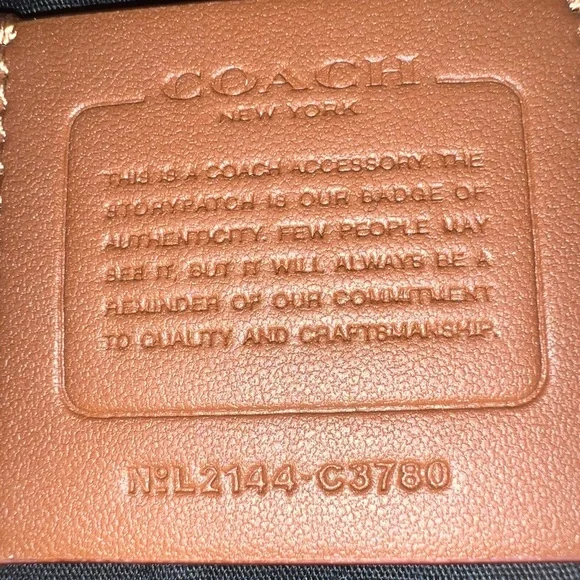 COACH
NEW YORK
THIS IS A COACH ACCESSORY. THE
STORYPATCH IS OUR BADGE OF
AUTHENTICITY. FEW PEOPLE MAY
SEE IT, BUT IT WILL ALWAYS BE A
REMINDER OF OUR COMMITMENT
TO QUALITY AND CRAFTSMANSHIP.
NºL2144-C3780